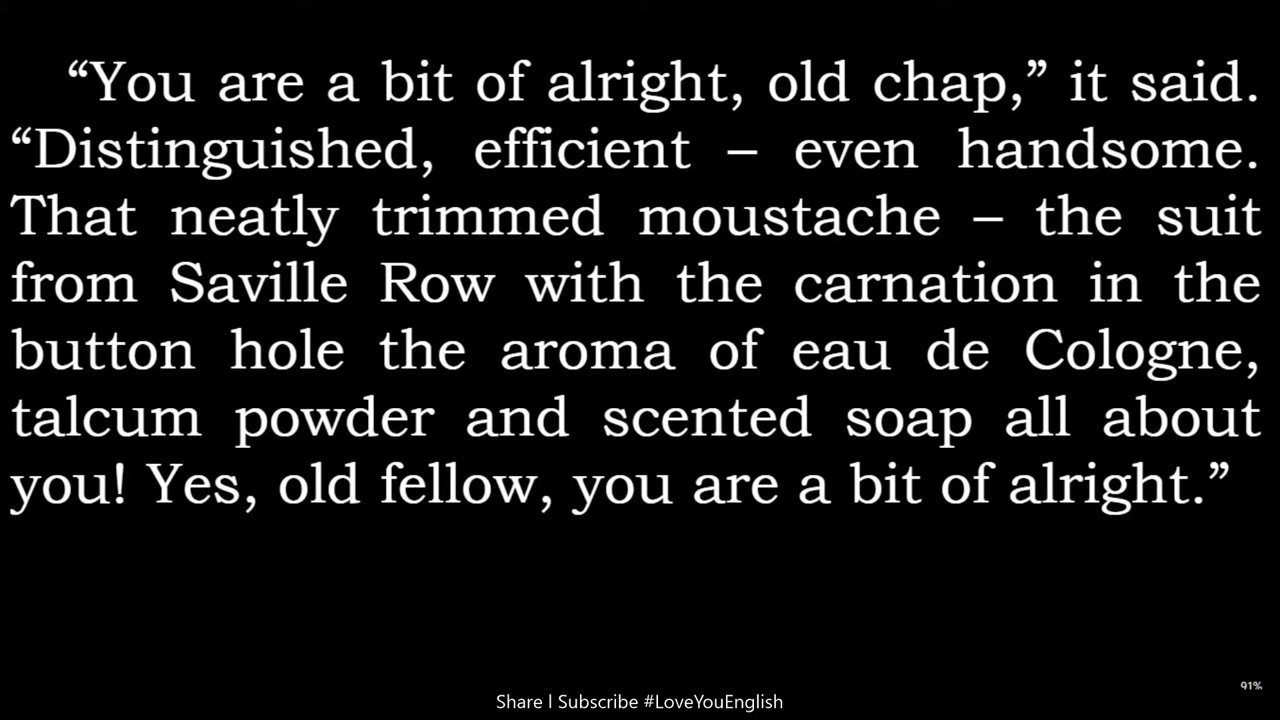 “You are a bit of alright, old chap,” it said.
“Distinguished, efficient – even handsome.
That neatly trimmed moustache – the suit
from Saville Row with the carnation in the
button hole the aroma of eau de Cologne,
talcum powder and scented soap all about
you! Yes, old fellow, you are a bit of alright.”
91%
Share | Subscribe #LoveYouEnglish